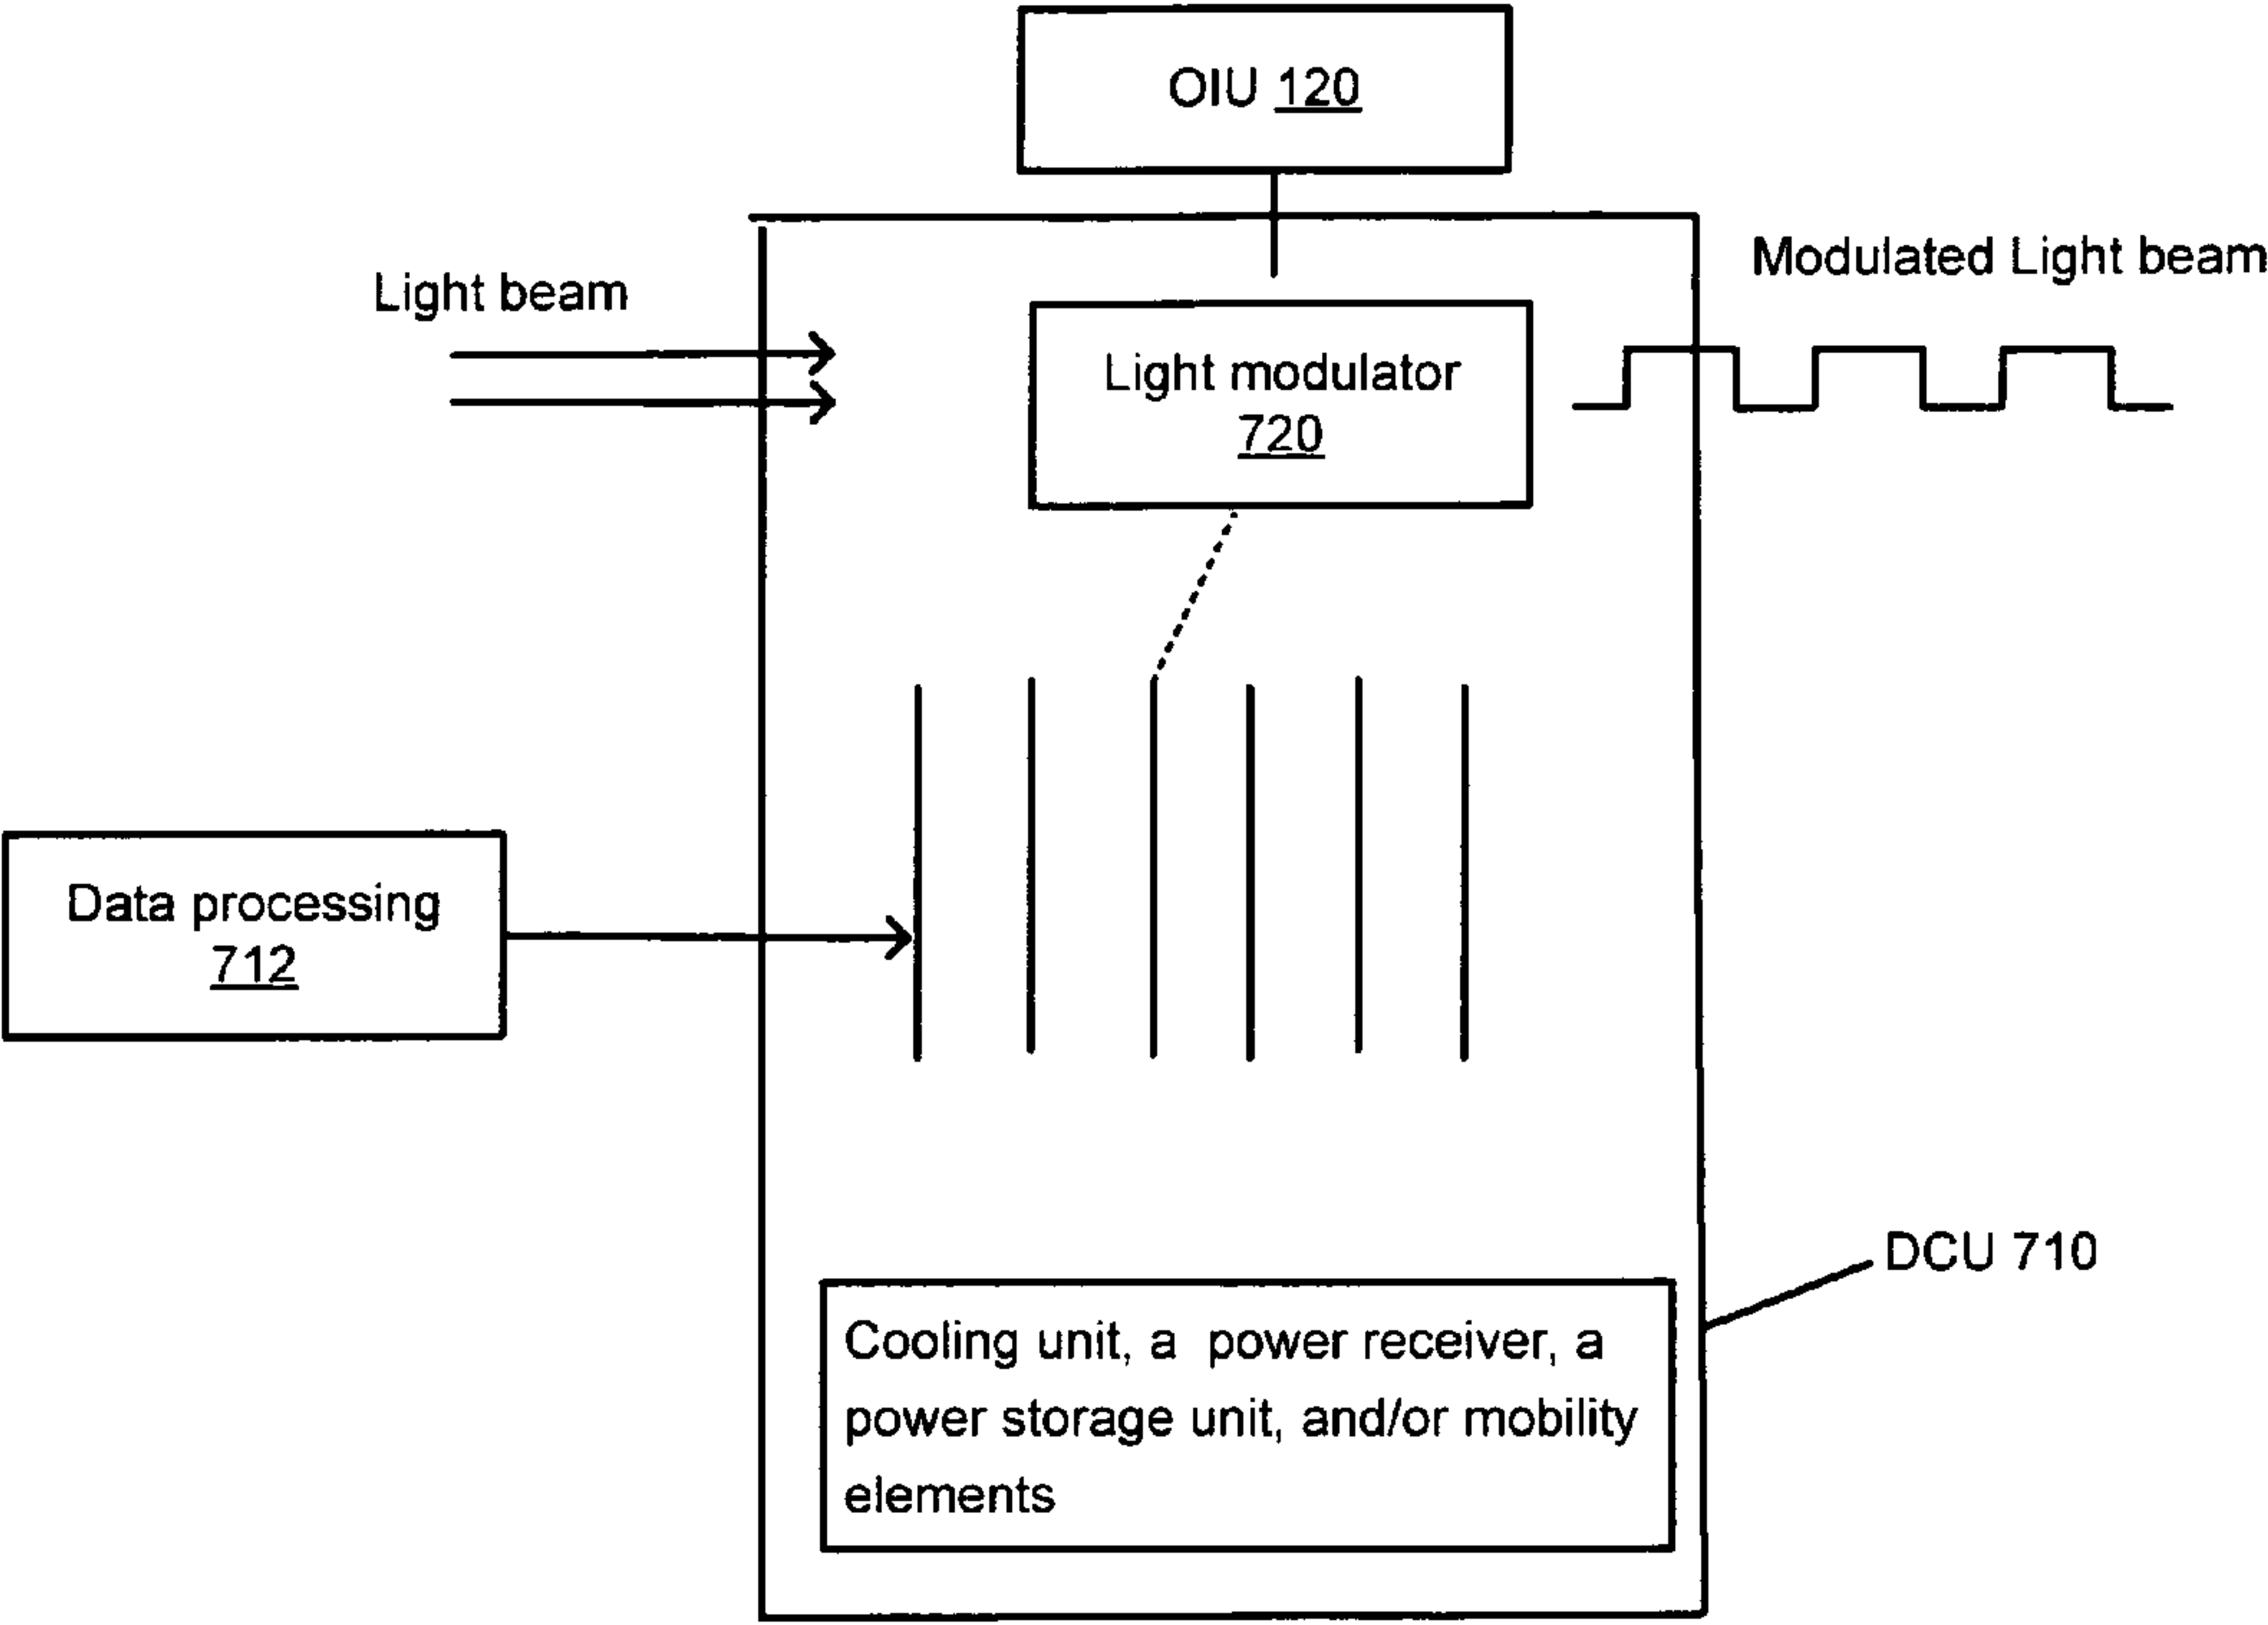 OIU 120
Light beam
Modulated Light beam
Light modulator
720
Data processing
712
DCU 710
Cooling unit, a power receiver, a
power storage unit, and/or mobility
elements